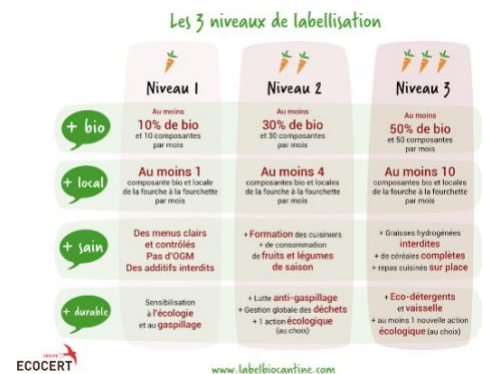 Les 3 niveaux de labellisation
Niveau 1
Niveau 2
Niveau 3
+ bio
Au moins
10% de bio
et 10 composantes
par mois
Au moins
30% de bio
et 30 composantes
par mois
Au moins
50% de bio
et 50 composantes
par mois
+ local
Au moins 1
composante bio et locale
de la fourche à la fourchette
par mois
Au moins 4
composantes bio et locales
de la fourche à la fourchette
par mois
Au moins 10
composantes bio et locales
de la fourche à la fourchette
par mois
+ sain
Des menus clairs
et contrôlés
Pas d'OGM
Des additifs interdits
+ Formation des cuisiniers
+ de consommation
de fruits et légumes
de saison
+ Graisses hydrogénées
interdites
+ de céréales complètes
+ repas cuisinés sur place
+ durable
Sensibilisation
à l'écologie
et au gaspillage
+ Lutte anti-gaspillage
+ Gestion globale des déchets
+ 1 action écologique
(au choix)
+ Eco-détergents
et vaisselle
+ au moins 1 nouvelle action
écologique (au choix)
ECOCERT
www.labelbiocantine.com